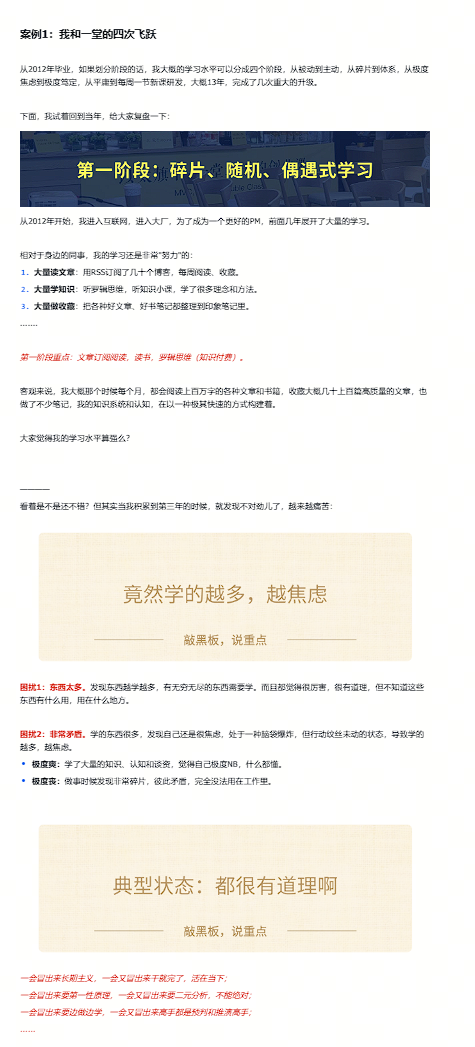 案例1：我和一堂的四次飞跃
从2012年毕业，如果划分阶段的话，我大概的学习水平可以分成四个阶段，从被动到主动，从碎片到体系，从极度
焦虑到极度笃定，从平庸到每周一节新课研发，大概13年，完成了几次重大的升级。
下面，我试着回到当年，给大家复盘一下：
第一阶段：碎片、随机、偶遇式学习
从2012年开始，我进入互联网，进入大厂，为了成为一个更好的PM，前面几年展开了大量的学习。
相对于身边的同事，我的学习还是非常“努力”的：
1. 大量读文章：用RSS订阅了几十个博客，每周阅读、收藏。
2. 大量学知识：听罗辑思维，听知识小课，学了很多理念和方法。
3. 大量做收藏：把各种好文章、好书笔记都整理到印象笔记里。
.......
第一阶段重点：文章订阅阅读，读书，罗辑思维（知识付费）。
客观来说，我大概那个时候每个月，都会阅读上百万字的各种文章和书籍，收藏大概几十上百篇高质量的文章，也
做了不少笔记，我的知识系统和认知，在以一种极其快速的方式构建着。
大家觉得我的学习水平算强么？
看着是不是还不错？但其实当我积累到第三年的时候，就发现不对劲儿了，越来越痛苦：
竟然学的越多，越焦虑
敲黑板，说重点
困扰1：东西太多。发现东西越学越多，有无穷无尽的东西需要学。而且都觉得很厉害，很有道理，但不知道这些
东西有什么用，用在什么地方。
困扰2：非常矛盾。学的东西很多，发现自己还是很焦虑，处于一种脑袋爆炸，但行动纹丝未动的状态，导致学的
越多，越焦虑。
• 极度爽：学了大量的知识、认知和谈资，觉得自己极度NB，什么都懂。
• 极度丧：做事时候发现非常碎片，彼此矛盾，完全没法用在工作里。
典型状态：都很有道理啊
敲黑板，说重点
一会冒出来长期主义，一会又冒出来干就完了，活在当下；
一会冒出来要第一性原理，一会又冒出来要二元分析，不能绝对；
一会冒出来要边做边学，一会又冒出来高手都是预判和推演高手；
......